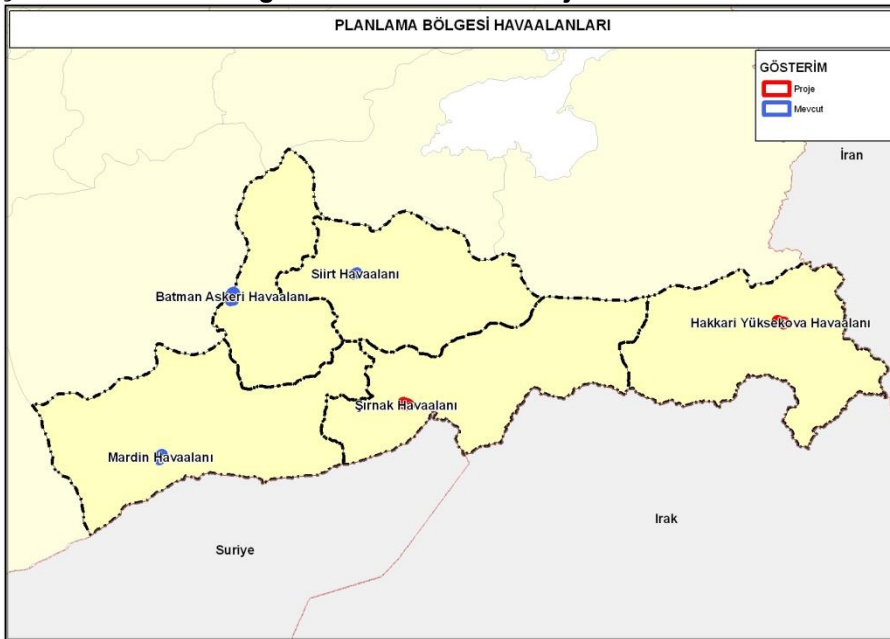 PLANLAMA BÖLGESİ HAVAALANLARI
GÖSTERİM
Proje
Mevcut
İran
Siirt Havaalanı
Batman Askeri Havaalanı
Hakkari Yüksekova Havaalanı
Şırnak Havaalanı
Mardin Havaalanı
Irak
Suriye